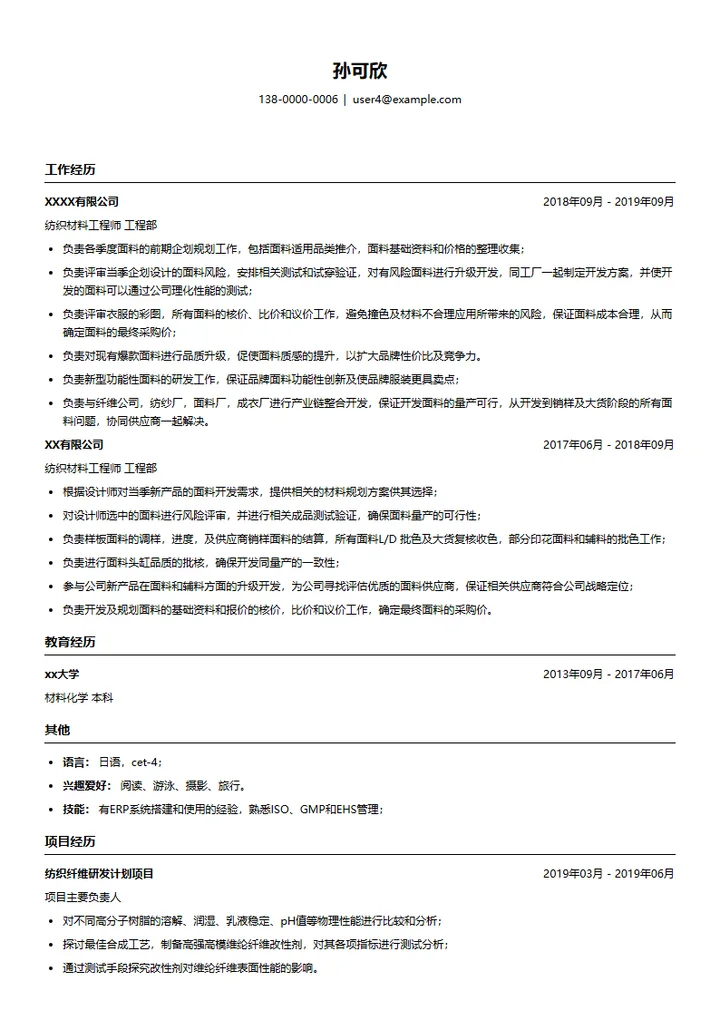 孙可欣
138-0000-0006 | user4@example.com
工作经历
XXXX有限公司 2018年09月 - 2019年09月
纺织材料工程师 工程部
• 负责各季度面料的前期企划规划工作，包括面料适用品类推介，面料基础资料和价格的整理收集；
• 负责评审当季企划设计的面料风险，安排相关测试和试穿验证，对有风险面料进行升级开发，同工厂一起制定开发方案，并使开
发的面料可以通过公司理化性能的测试；
• 负责评审衣服的彩图，所有面料的核价、比价和议价工作，避免撞色及材料不合理应用所带来的风险，保证面料成本合理，从而
确定面料的最终采购价；
• 负责对现有爆款面料进行品质升级，促使面料质感的提升，以扩大品牌性价比及竞争力。
• 负责新型功能性面料的研发工作，保证品牌面料功能性创新及使品牌服装更具卖点；
• 负责与纤维公司，纺纱厂，面料厂，成衣厂进行产业链整合开发，保证开发面料的量产可行，从开发到销样及大货阶段的所有面
料问题，协同供应商一起解决。
XX有限公司 2017年06月 - 2018年09月
纺织材料工程师 工程部
• 根据设计师对当季新产品的面料开发需求，提供相关的材料规划方案供其选择；
• 对设计师选中的面料进行风险评审，并进行相关成品测试验证，确保面料量产的可行性；
• 负责样板面料的调样，进度，及供应商销样面料的结算，所有面料L/D 批色及大货复核收色，部分印花面料和辅料的批色工作；
• 负责进行面料头缸品质的批核，确保开发同量产的一致性；
• 参与公司新产品在面料和辅料方面的升级开发，为公司寻找评估优质的面料供应商，保证相关供应商符合公司战略定位；
• 负责开发及规划面料的基础资料和报价的核价，比价和议价工作，确定最终面料的采购价。
教育经历
xx大学 2013年09月 - 2017年06月
材料化学 本科
其他
• 语言： 日语，cet-4；
• 兴趣爱好： 阅读、游泳、摄影、旅行。
• 技能： 有ERP系统搭建和使用的经验，熟悉ISO、GMP和EHS管理；
项目经历
纺织纤维研发计划项目 2019年03月 - 2019年06月
项目主要负责人
• 对不同高分子树脂的溶解、润湿、乳液稳定、pH值等物理性能进行比较和分析；
• 探讨最佳合成工艺，制备高强高模维纶纤维改性剂，对其各项指标进行测试分析；
• 通过测试手段探究改性剂对维纶纤维表面性能的影响。